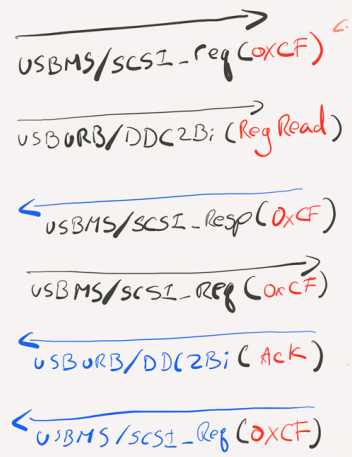 USBMS/SCSI_req(0xCF)
USBURB/DDC2Bi(Reg Read)
USBMS/SCSI_Resp(0xCF)
USBMS/SCSI_Req(0xCF)
USBURB/DDC2Bi(Ack)
USBMS/SCSI_Req(0xCF)